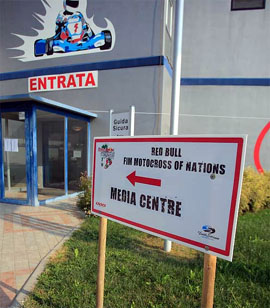 ENTRATA
Guida
Sicura
RED BULL
FIM MOTOCROSS OF NATIONS
MEDIA CENTRE